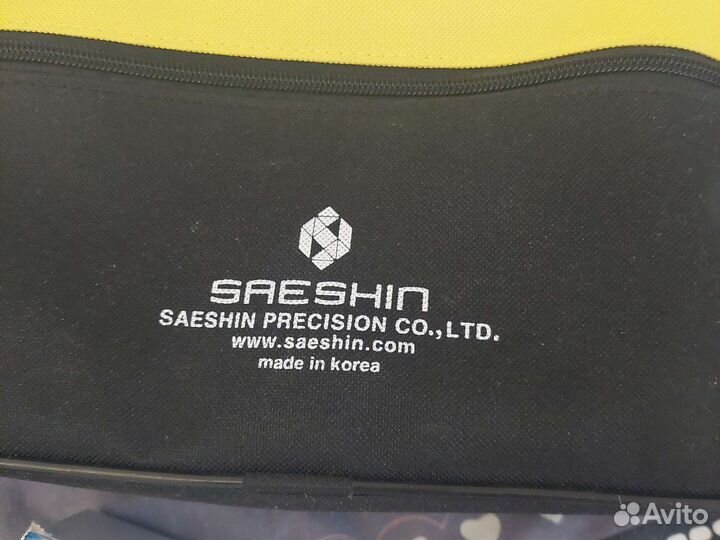 SAESHIN
SAESHIN PRECISION CO.,LTD.
www.saeshin.com
made in korea
Avito